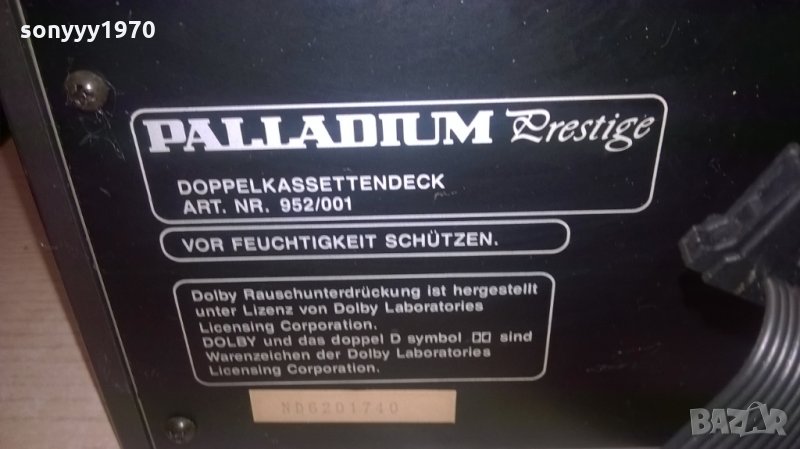 sonyyy1970
PALLADIUM Prestige
DOPPELKASSETTENDECK
ART. NR. 952/001
VOR FEUCHTIGKEIT SCHÜTZEN.
Dolby Rauschunterdrückung ist hergestellt
unter Lizenz von Dolby Laboratories
Licensing Corporation.
DOLBY und das doppel D symbol sind
Warenzeichen der Dolby Laboratories
Licensing Corporation.
ND6201740
BAZAR